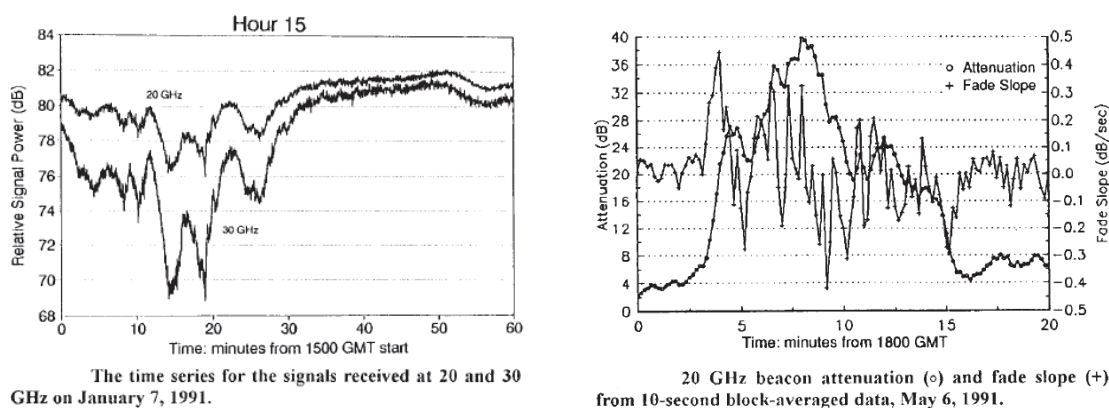 Hour 15
84
82
80
78
76
74
72
70
68
Relative Signal Power (dB)
20 GHz
30 GHz
0 10 20 30 40 50 60
Time: minutes from 1500 GMT start
The time series for the signals received at 20 and 30
GHz on January 7, 1991.
40
36
32
28
24
20
16
12
8
4
0
Attenuation (dB)
o Attenuation
+ Fade Slope
0.5
0.4
0.3
0.2
0.1
0.0
-0.1
-0.2
-0.3
-0.4
-0.5
Fade Slope (dB/sec)
0 5 10 15 20
Time: minutes from 1800 GMT
20 GHz beacon attenuation (o) and fade slope (+)
from 10-second block-averaged data, May 6, 1991.